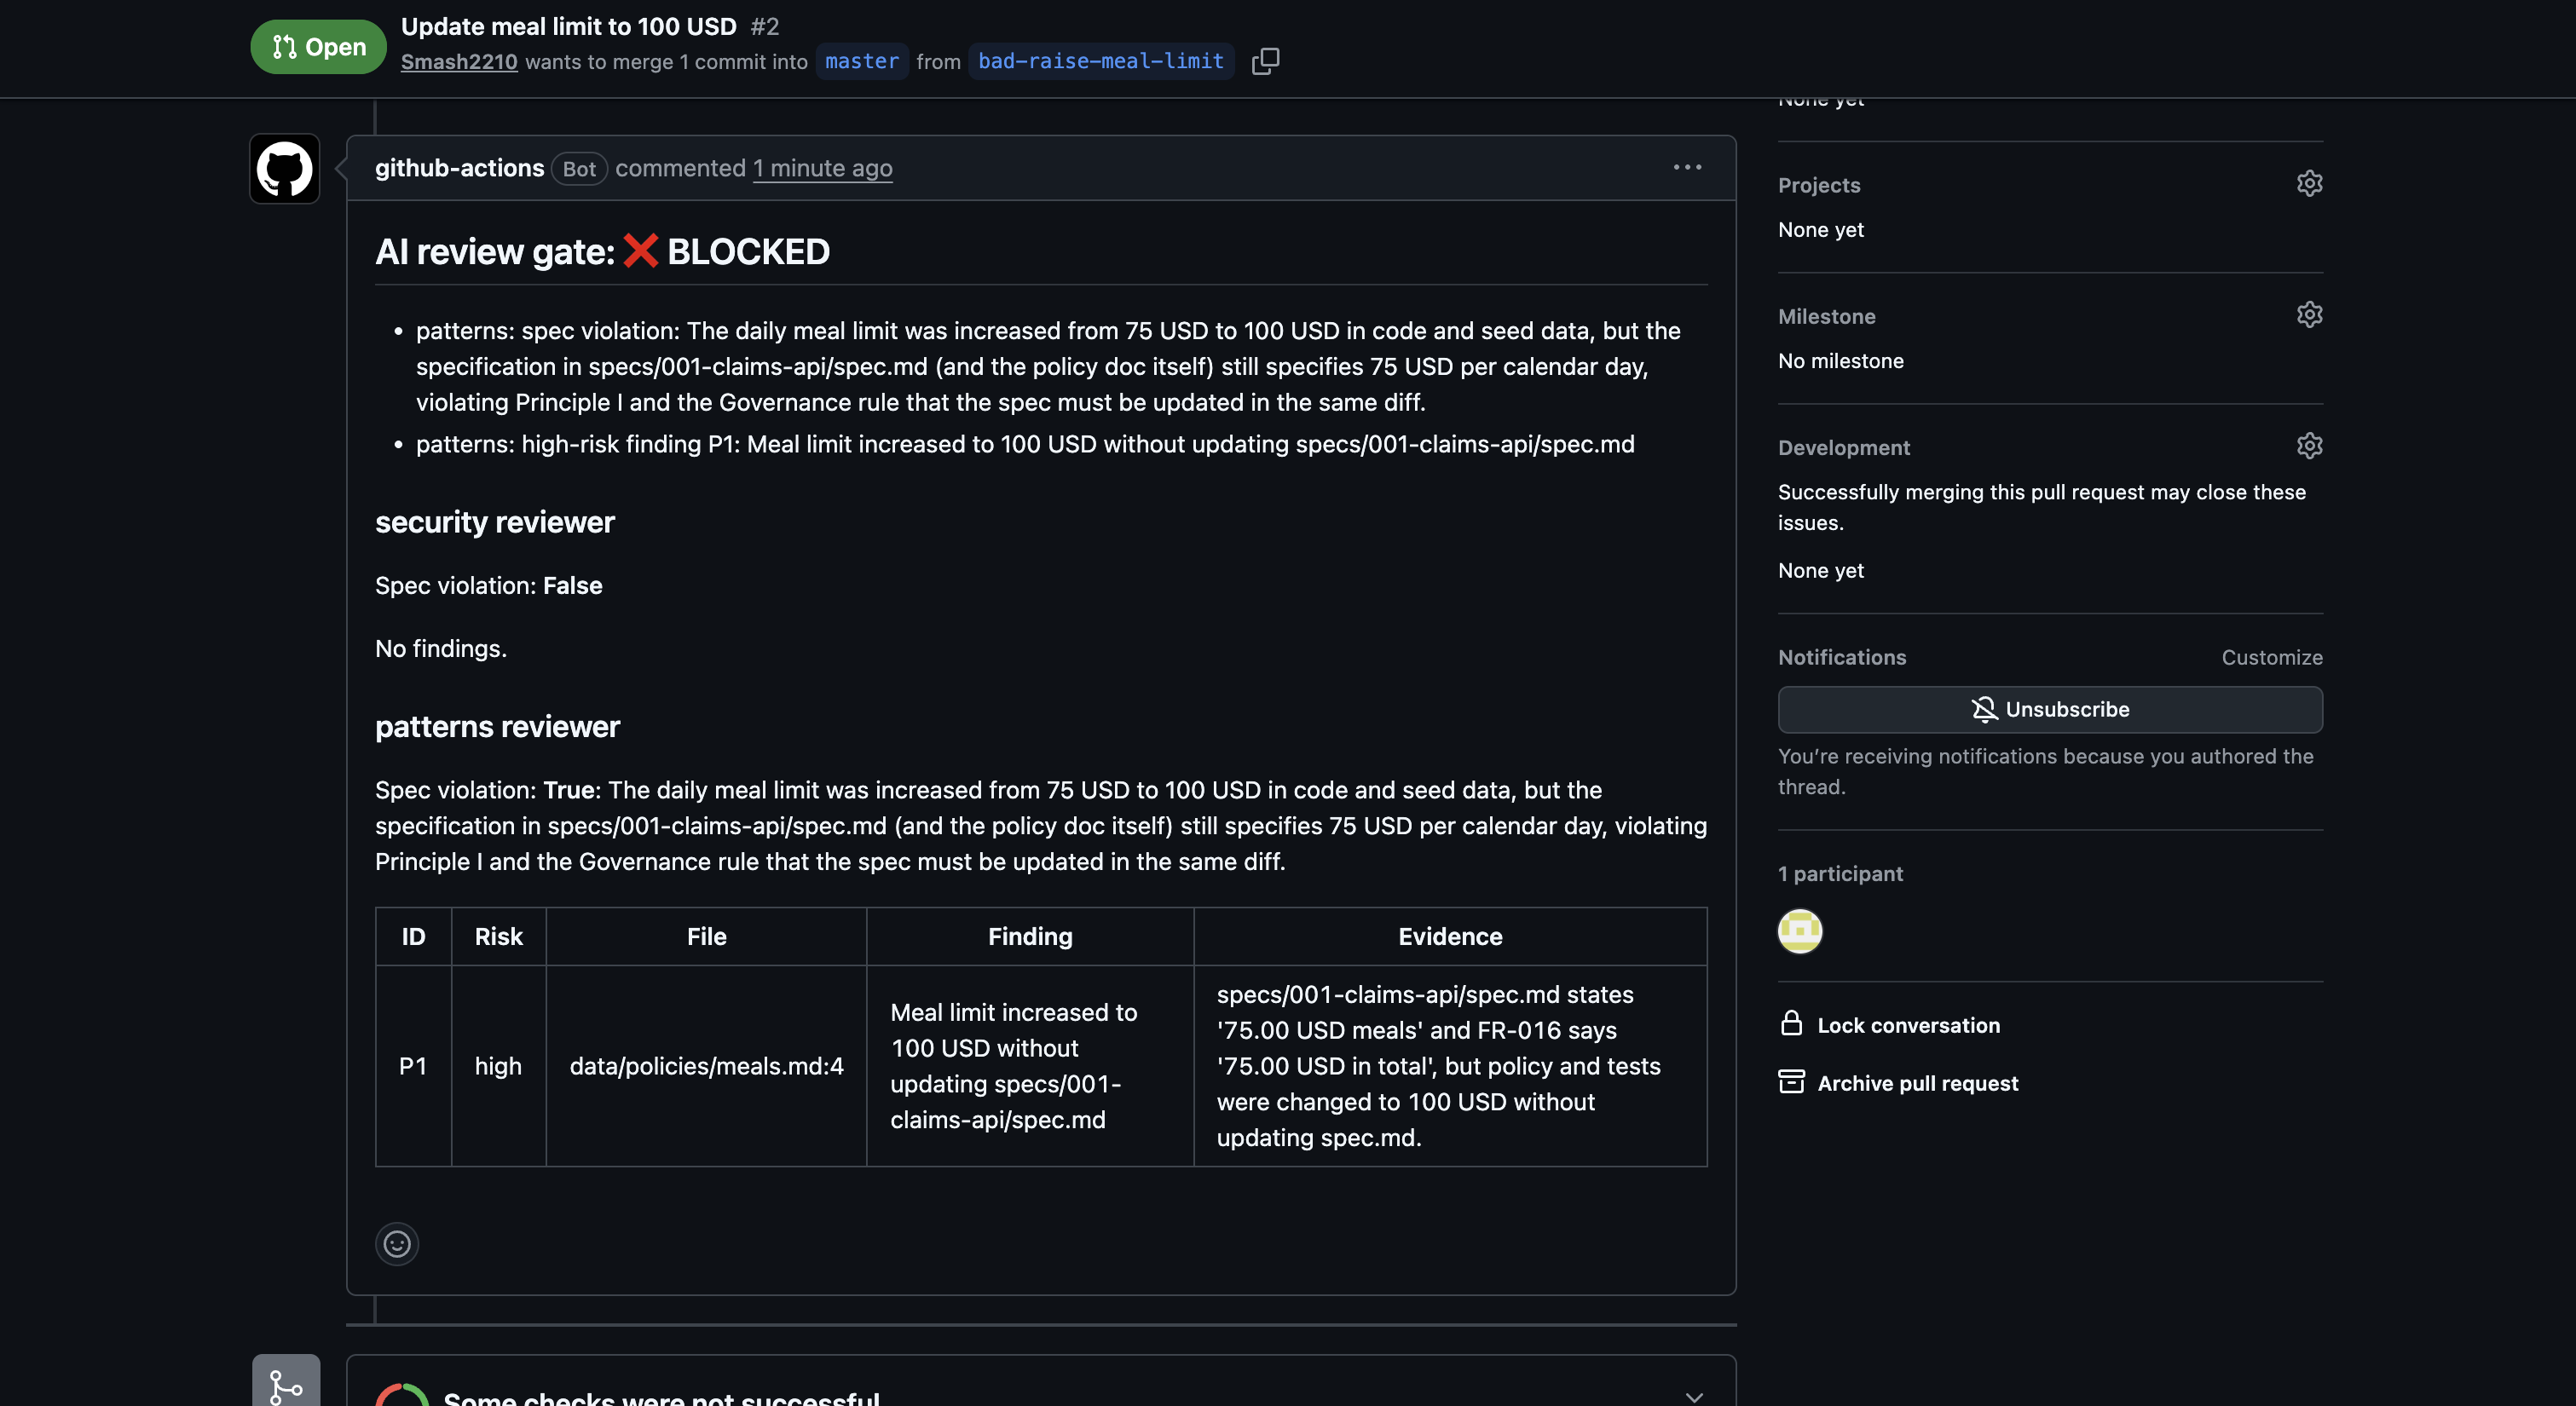 Open
Update meal limit to 100 USD #2
Smash2210 wants to merge 1 commit into master from bad-raise-meal-limit
github-actions Bot commented 1 minute ago
AI review gate: ❌ BLOCKED
• patterns: spec violation: The daily meal limit was increased from 75 USD to 100 USD in code and seed data, but the
specification in specs/001-claims-api/spec.md (and the policy doc itself) still specifies 75 USD per calendar day,
violating Principle I and the Governance rule that the spec must be updated in the same diff.
• patterns: high-risk finding P1: Meal limit increased to 100 USD without updating specs/001-claims-api/spec.md
security reviewer
Spec violation: False
No findings.
patterns reviewer
Spec violation: True: The daily meal limit was increased from 75 USD to 100 USD in code and seed data, but the
specification in specs/001-claims-api/spec.md (and the policy doc itself) still specifies 75 USD per calendar day, violating
Principle I and the Governance rule that the spec must be updated in the same diff.
ID Risk File Finding Evidence
P1 high data/policies/meals.md:4
Meal limit increased to
100 USD without
updating specs/001-
claims-api/spec.md
specs/001-claims-api/spec.md states
'75.00 USD meals' and FR-016 says
'75.00 USD in total', but policy and tests
were changed to 100 USD without
updating spec.md.
Some checks were not successful
None yet
Projects
None yet
Milestone
No milestone
Development
Successfully merging this pull request may close these
issues.
None yet
Notifications Customize
Unsubscribe
You're receiving notifications because you authored the
thread.
1 participant
Lock conversation
Archive pull request